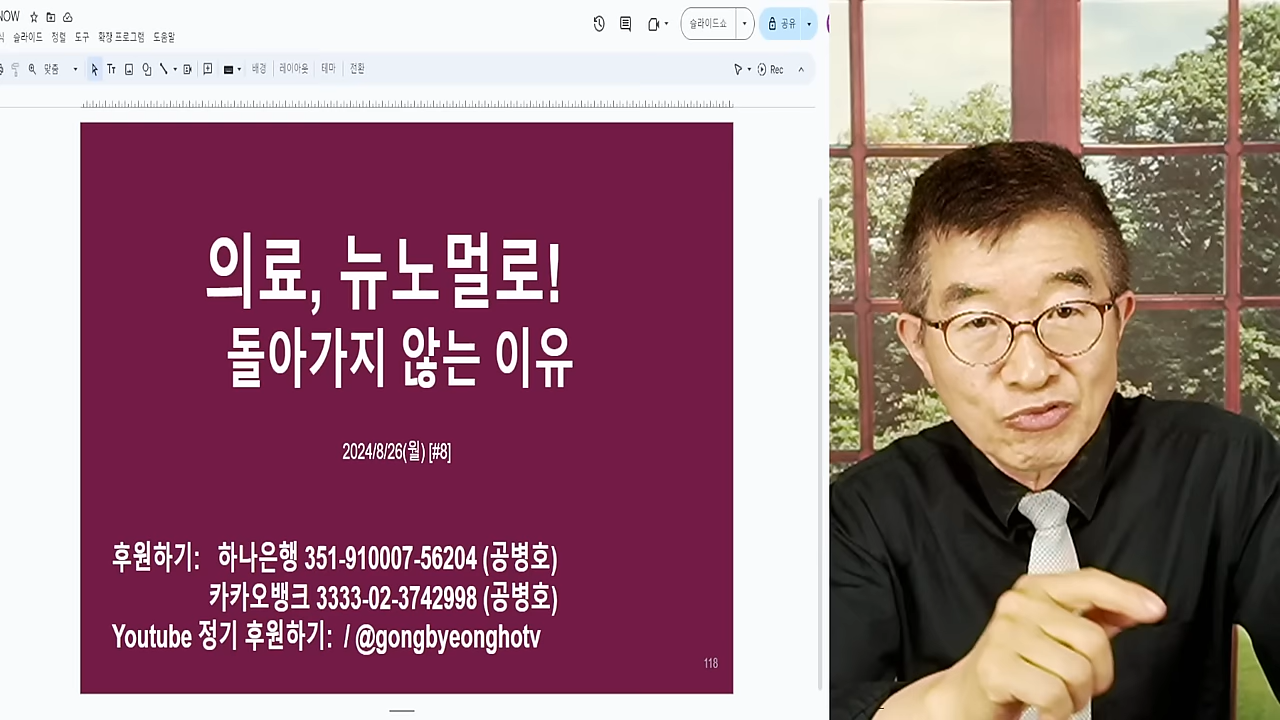 NOW
슬라이드 정렬 도구 확장 프로그램 도움말
슬라이드쇼
공유
맞춤
배경 레이아웃 테마 전환
Rec
의료, 뉴노멀로!
돌아가지 않는 이유
2024/8/26(월) [#8]
후원하기: 하나은행 351-910007-56204 (공병호)
카카오뱅크 3333-02-3742998 (공병호)
Youtube 정기 후원하기: / @gongbyeonghotv
118